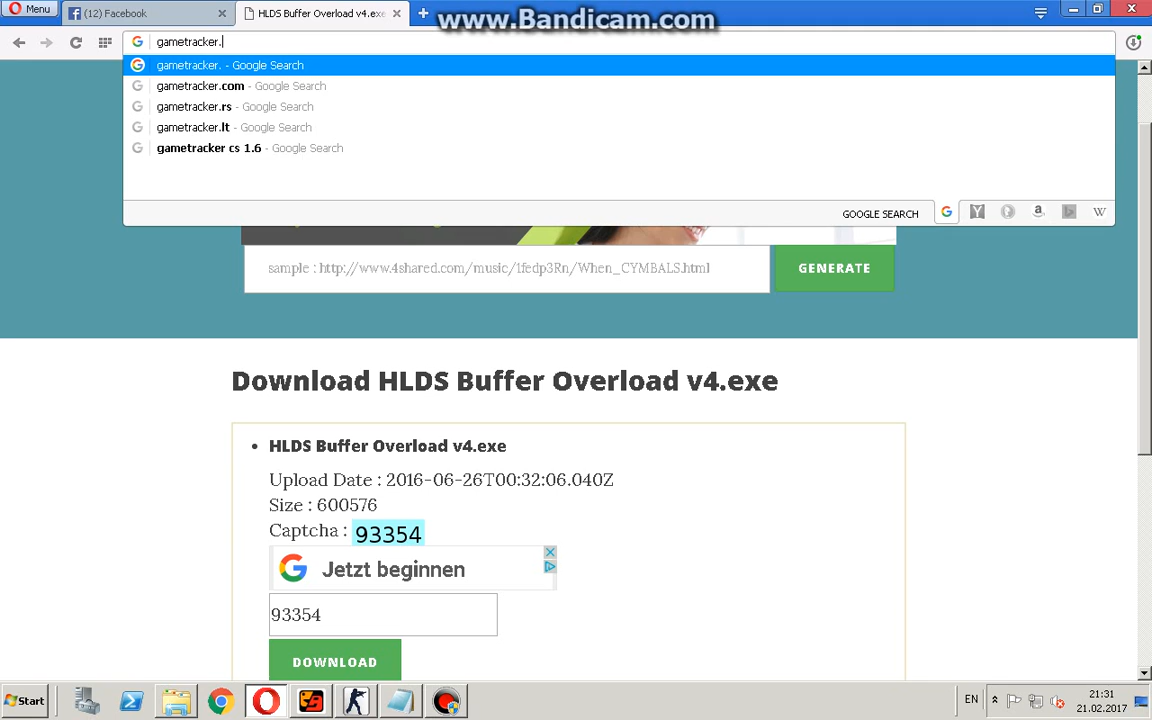 Menu
(12) Facebook
HLDS Buffer Overload v4.exe
www.Bandicam.com
gametracker.
gametracker. - Google Search
gametracker.com - Google Search
gametracker.rs - Google Search
gametracker.lt - Google Search
gametracker cs 1.6 - Google Search
GOOGLE SEARCH
sample : http://www.4shared.com/music/1fedp3Rn/When_CYMBALS.html
GENERATE
Download HLDS Buffer Overload v4.exe
HLDS Buffer Overload v4.exe
Upload Date : 2016-06-26T00:32:06.040Z
Size : 600576
Captcha : 93354
Jetzt beginnen
93354
DOWNLOAD
Start
EN
21:31
21.02.2017